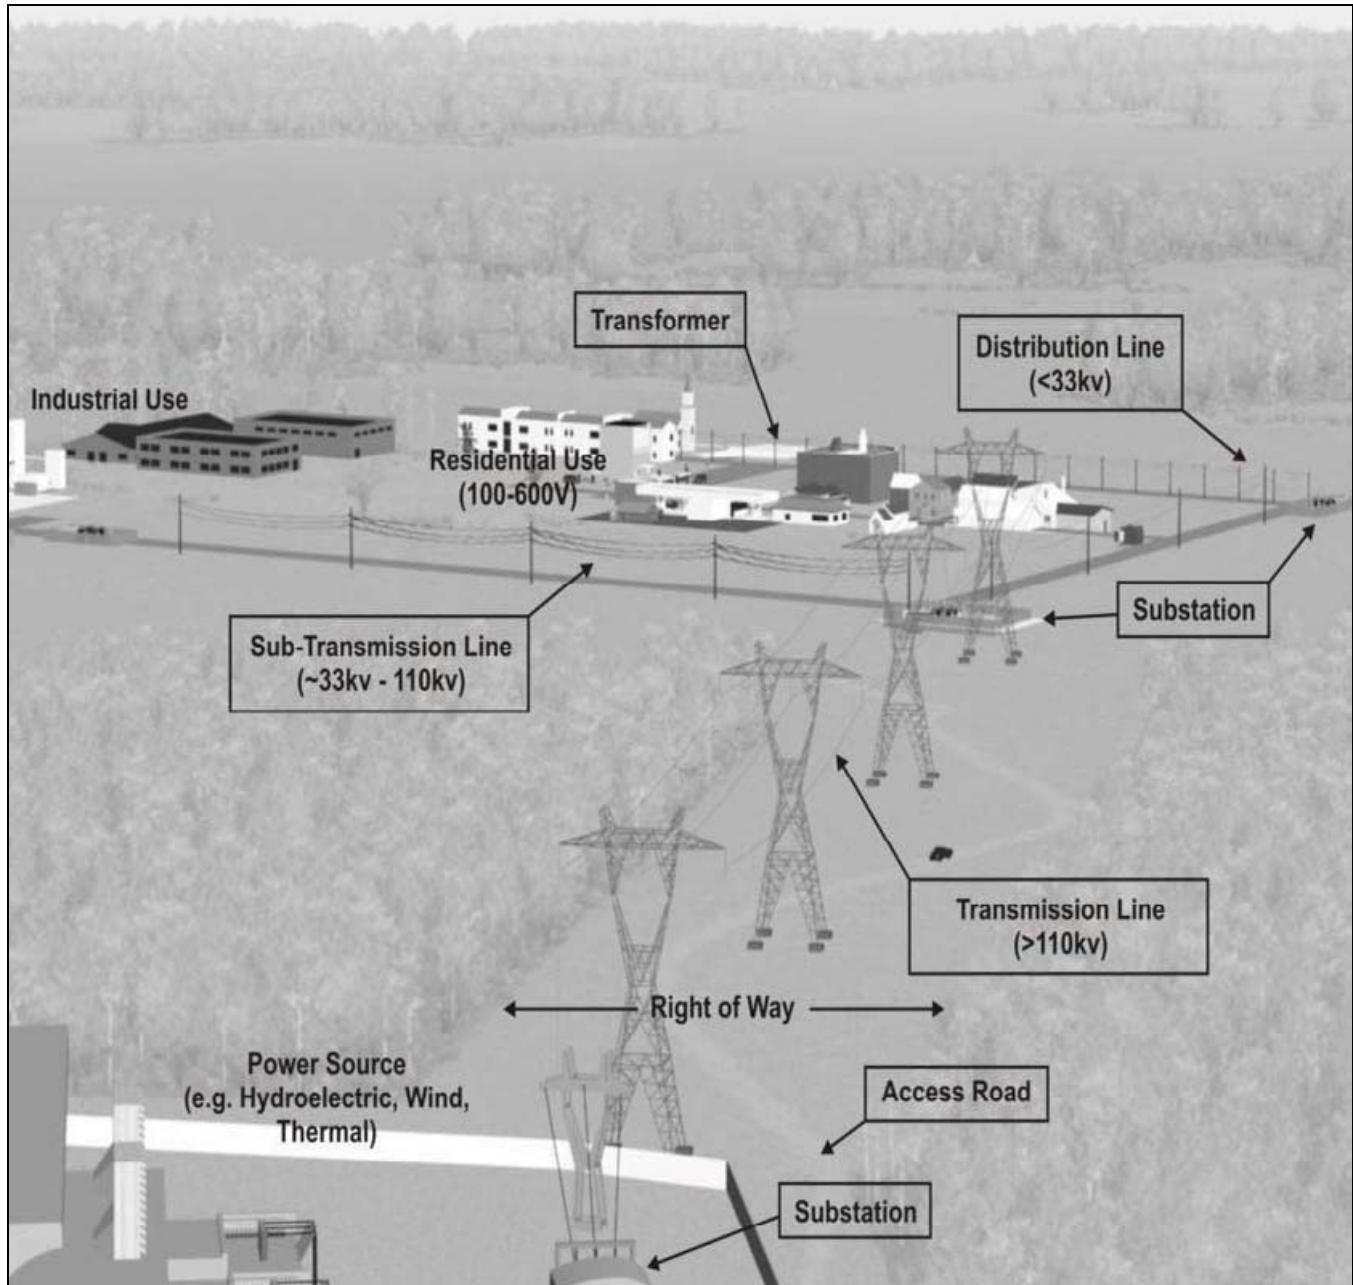 Transformer
Distribution Line
(<33kv)
Industrial Use
Residential Use
(100-600V)
Substation
Sub-Transmission Line
(~33kv - 110kv)
Transmission Line
(>110kv)
Right of Way
Power Source
(e.g. Hydroelectric, Wind,
Thermal)
Access Road
Substation